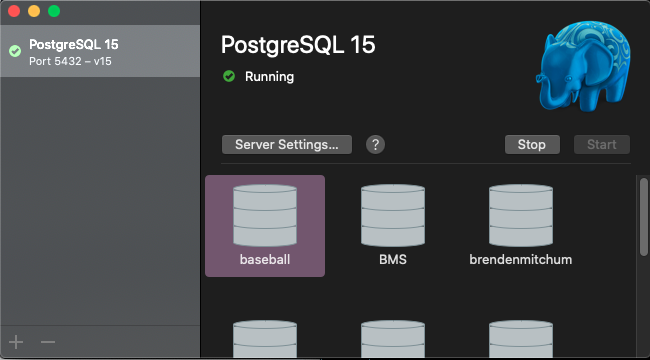 PostgreSQL 15
Port 5432 – v15
PostgreSQL 15
Running
Server Settings...
?
Stop
Start
baseball
BMS
brendenmitchum